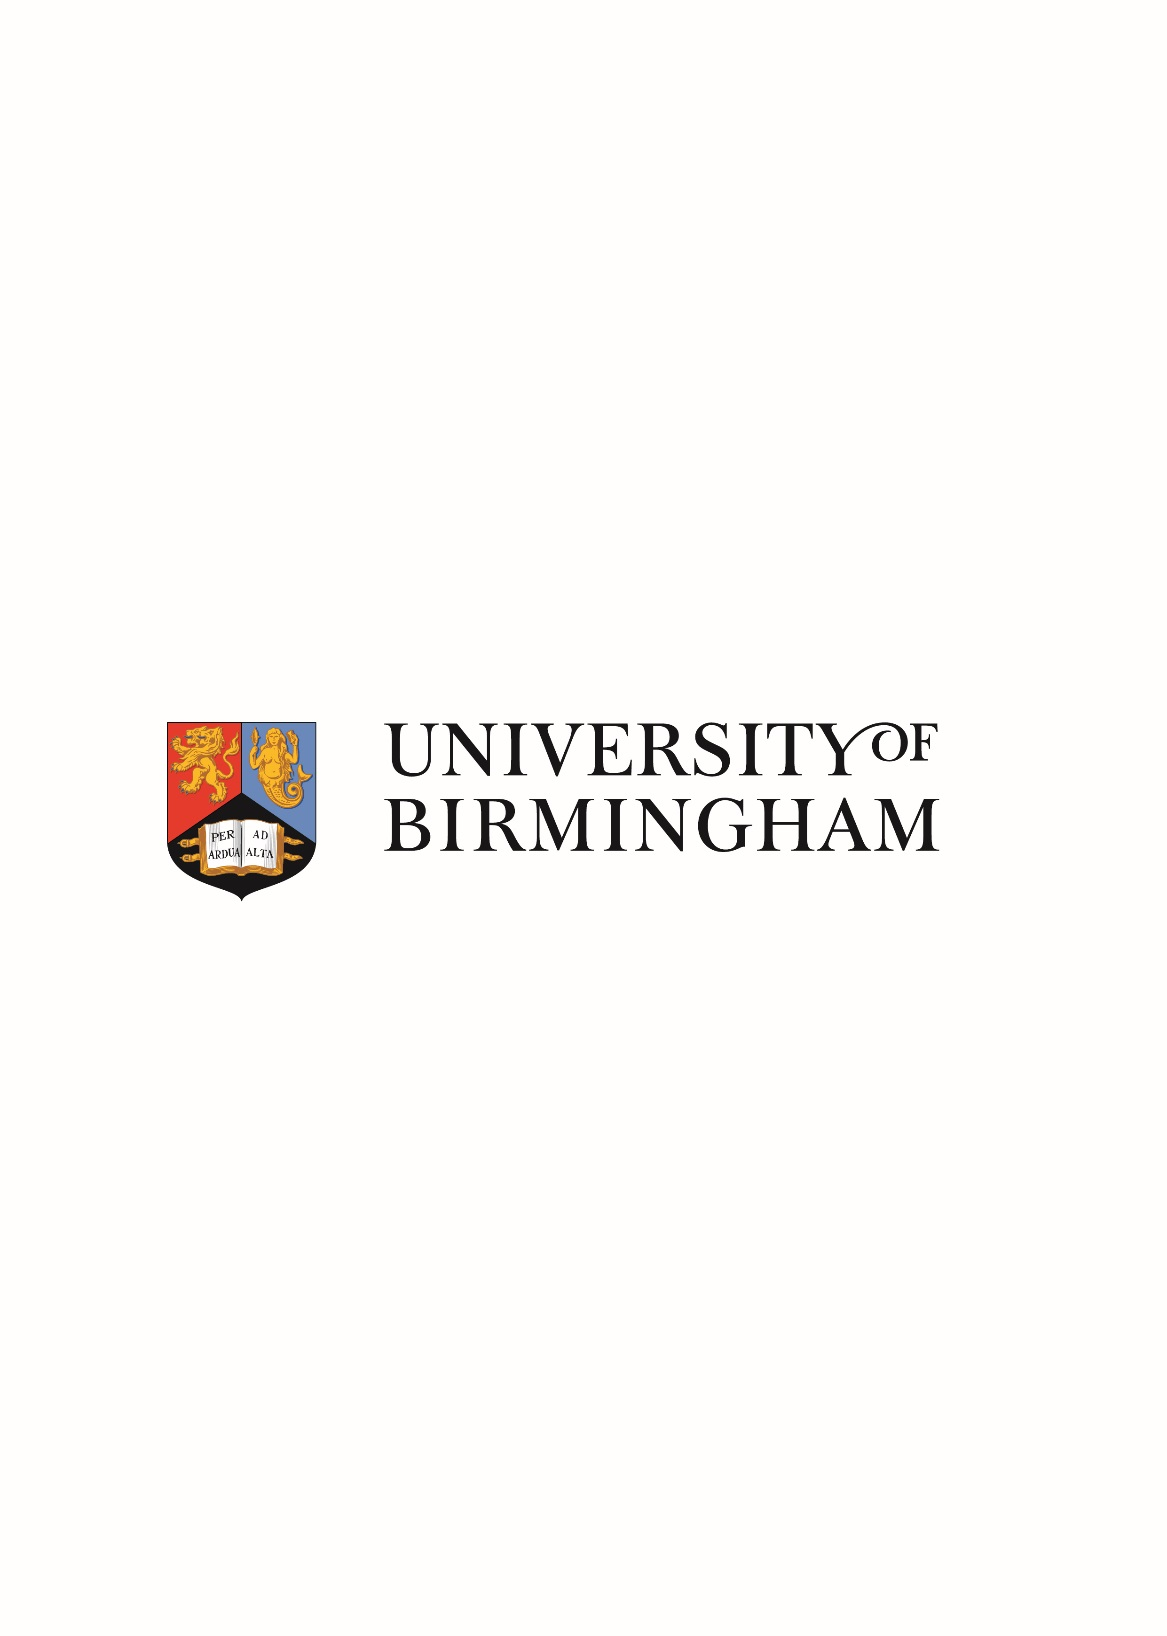 UNIVERSITY OF
BIRMINGHAM
PER AD
ARDUA ALTA